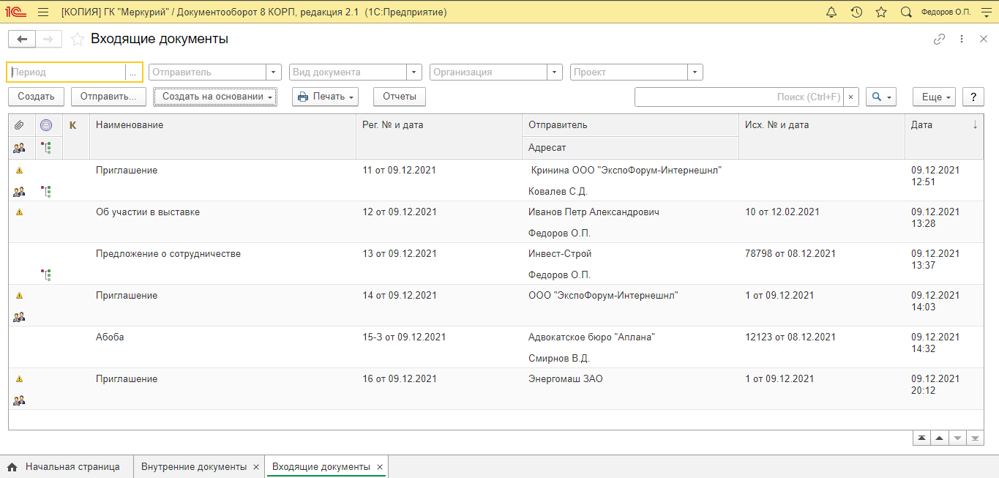 1С [КОПИЯ] ГК "Меркурий" / Документооборот 8 КОРП, редакция 2.1 (1С:Предприятие) Федоров О.П.
Входящие документы
Период ... Отправитель Вид документа Организация Проект
Создать Отправить... Создать на основании Печать Отчеты Поиск (Ctrl+F) × Еще ?
К Наименование Рег. № и дата Отправитель Исх. № и дата Дата ↓
Адресат
Приглашение 11 от 09.12.2021 Кринина ООО "ЭкспоФорум-Интернешнл" 09.12.2021
12:51
Ковалев С.Д.
Об участии в выставке 12 от 09.12.2021 Иванов Петр Александрович 10 от 12.02.2021 09.12.2021
13:28
Федоров О.П.
Предложение о сотрудничестве 13 от 09.12.2021 Инвест-Строй 78798 от 08.12.2021 09.12.2021
13:37
Федоров О.П.
Приглашение 14 от 09.12.2021 ООО "ЭкспоФорум-Интернешнл" 1 от 09.12.2021 09.12.2021
14:03
Абоба 15-З от 09.12.2021 Адвокатское бюро "Аплана" 12123 от 08.12.2021 09.12.2021
14:32
Смирнов В.Д.
Приглашение 16 от 09.12.2021 Энергомаш ЗАО 1 от 09.12.2021 09.12.2021
20:12
Начальная страница Внутренние документы × Входящие документы ×